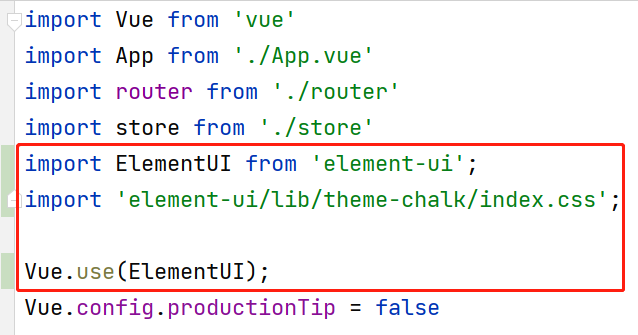 import Vue from 'vue'
import App from './App.vue'
import router from './router'
import store from './store'
import ElementUI from 'element-ui';
import 'element-ui/lib/theme-chalk/index.css';
Vue.use(ElementUI);
Vue.config.productionTip = false